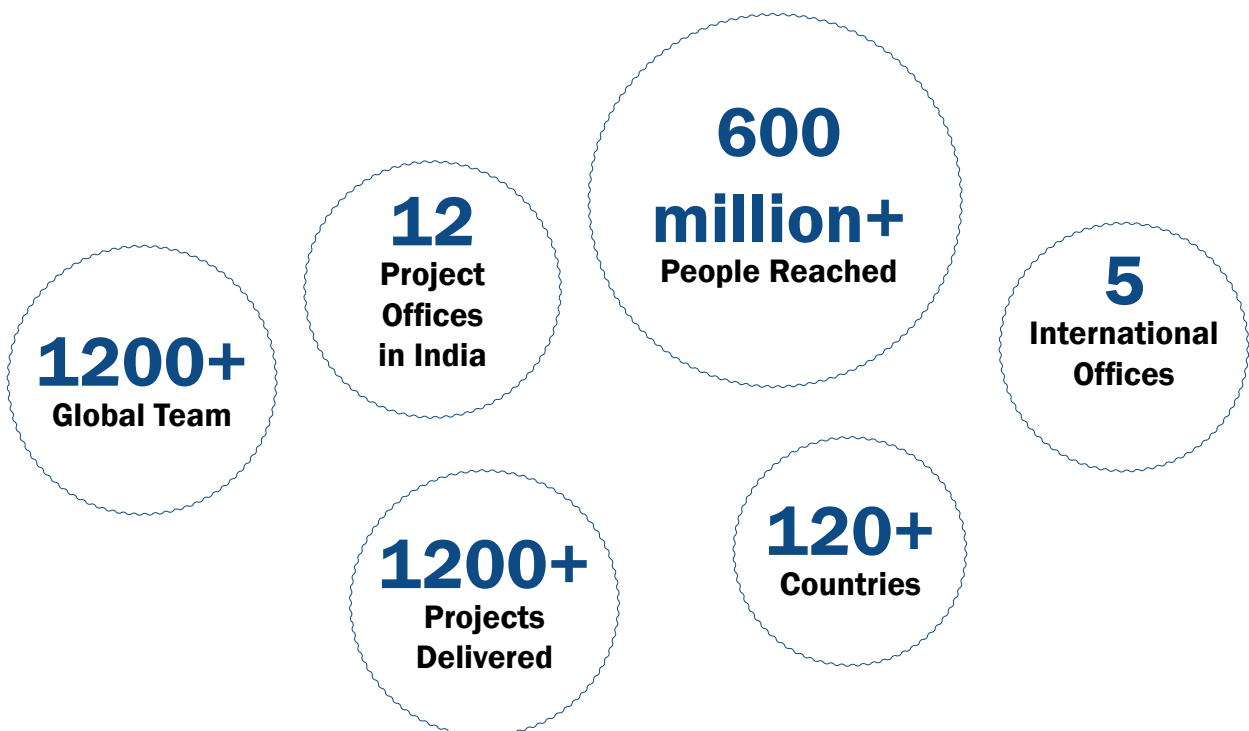 1200+
Global Team
12
Project
Offices
in India
600
million+
People Reached
5
International
Offices
1200+
Projects
Delivered
120+
Countries